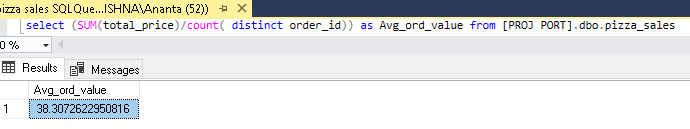 pizza sales SQLQue...ISHNA\Ananta (52))
select (SUM(total_price)/count( distinct order_id)) as Avg_ord_value from [PROJ PORT].dbo.pizza_sales
0 %
Results Messages
Avg_ord_value
1 38.3072622950816